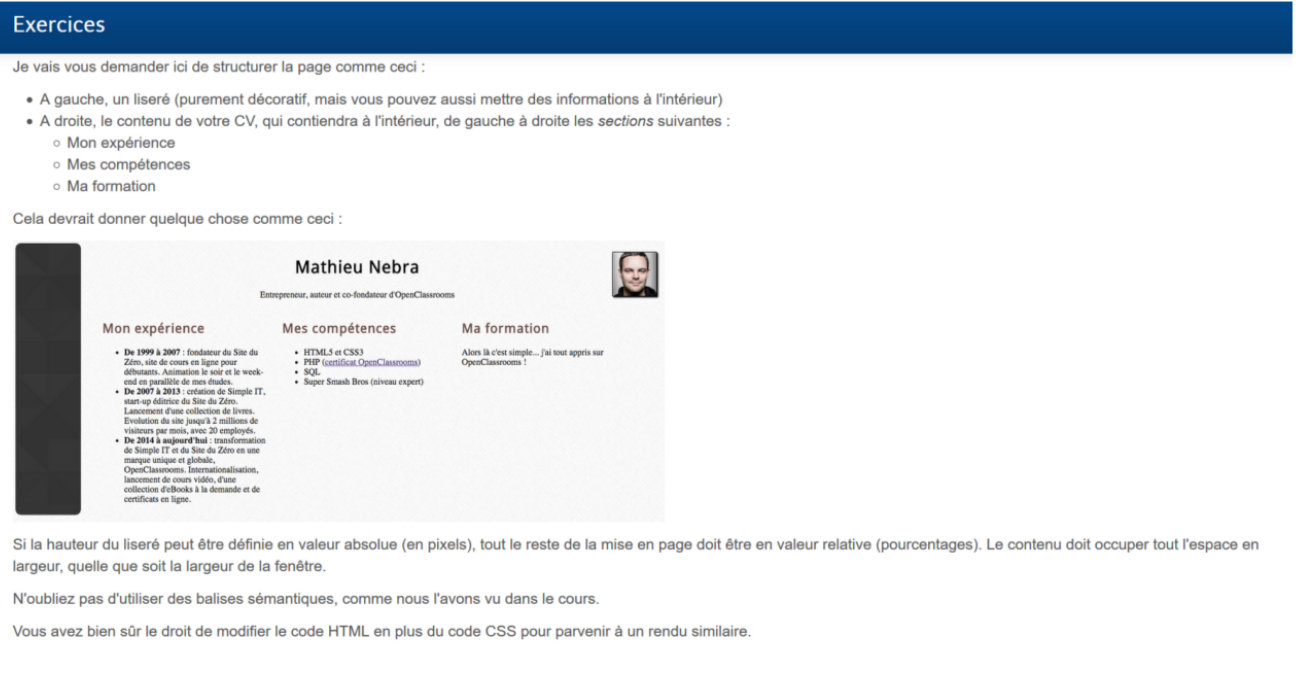 Exercices
Je vais vous demander ici de structurer la page comme ceci :
• A gauche, un liseré (purement décoratif, mais vous pouvez aussi mettre des informations à l'intérieur)
• A droite, le contenu de votre CV, qui contiendra à l'intérieur, de gauche à droite les sections suivantes :
◦ Mon expérience
◦ Mes compétences
◦ Ma formation
Cela devrait donner quelque chose comme ceci :
Mathieu Nebra
Entrepreneur, auteur et co-fondateur d'OpenClassrooms
Mon expérience
• De 1999 à 2007 : fondateur du Site du
Zéro, site de cours en ligne pour
débutants. Animation le soir et le week-
end en parallèle de mes études.
• De 2007 à 2013 : création de Simple IT,
start-up éditrice du Site du Zéro.
Lancement d'une collection de livres.
Evolution du site jusqu'à 2 millions de
visiteurs par mois, avec 20 employés.
• De 2014 à aujourd'hui : transformation
de Simple IT et du Site du Zéro en une
marque unique et globale,
OpenClassrooms. Internationalisation,
lancement de cours vidéo, d'une
collection d'eBooks à la demande et de
certificats en ligne.
Mes compétences
• HTML5 et CSS3
• PHP (certificat OpenClassrooms)
• SQL
• Super Smash Bros (niveau expert)
Ma formation
Alors là c'est simple... j'ai tout appris sur
OpenClassrooms !
Si la hauteur du liseré peut être définie en valeur absolue (en pixels), tout le reste de la mise en page doit être en valeur relative (pourcentages). Le contenu doit occuper tout l'espace en
largeur, quelle que soit la largeur de la fenêtre.
N'oubliez pas d'utiliser des balises sémantiques, comme nous l'avons vu dans le cours.
Vous avez bien sûr le droit de modifier le code HTML en plus du code CSS pour parvenir à un rendu similaire.